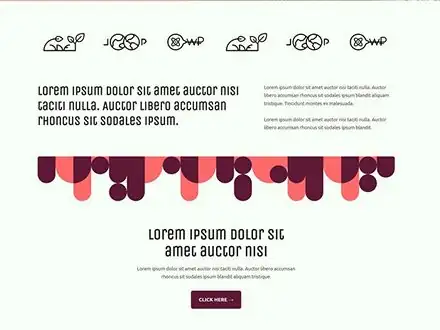 J P WP J P WP
Lorem ipsum dolor sit amet auctor nisi
taciti nulla. Auctor libero accumsan
rhoncus sit sodales ipsum.
Lorem ipsum dolor sit amet auctor nisi taciti nulla. Auctor
libero accumsan rhoncus sit sodales ipsum blandit aliquam
tristique. Tincidunt montes ex malesuada.
Lorem ipsum dolor sit amet auctor nisi taciti nulla. Auctor
libero accumsan rhoncus sit sodales ipsum blandit.
Lorem ipsum dolor sit
amet auctor nisi
Lorem ipsum dolor sit amet auctor nisi taciti nulla. Auctor
libero accumsan rhoncus sit sodales ipsum.
CLICK HERE →